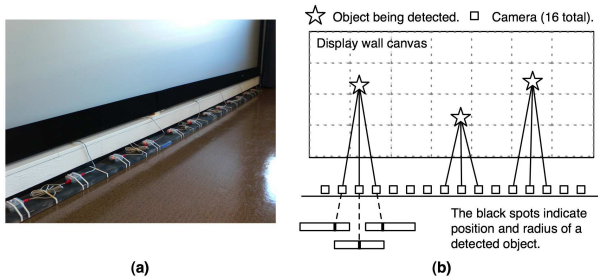 Object being detected.
Camera (16 total).
Display wall canvas
The black spots indicate
position and radius of a
detected object.
(a)
(b)